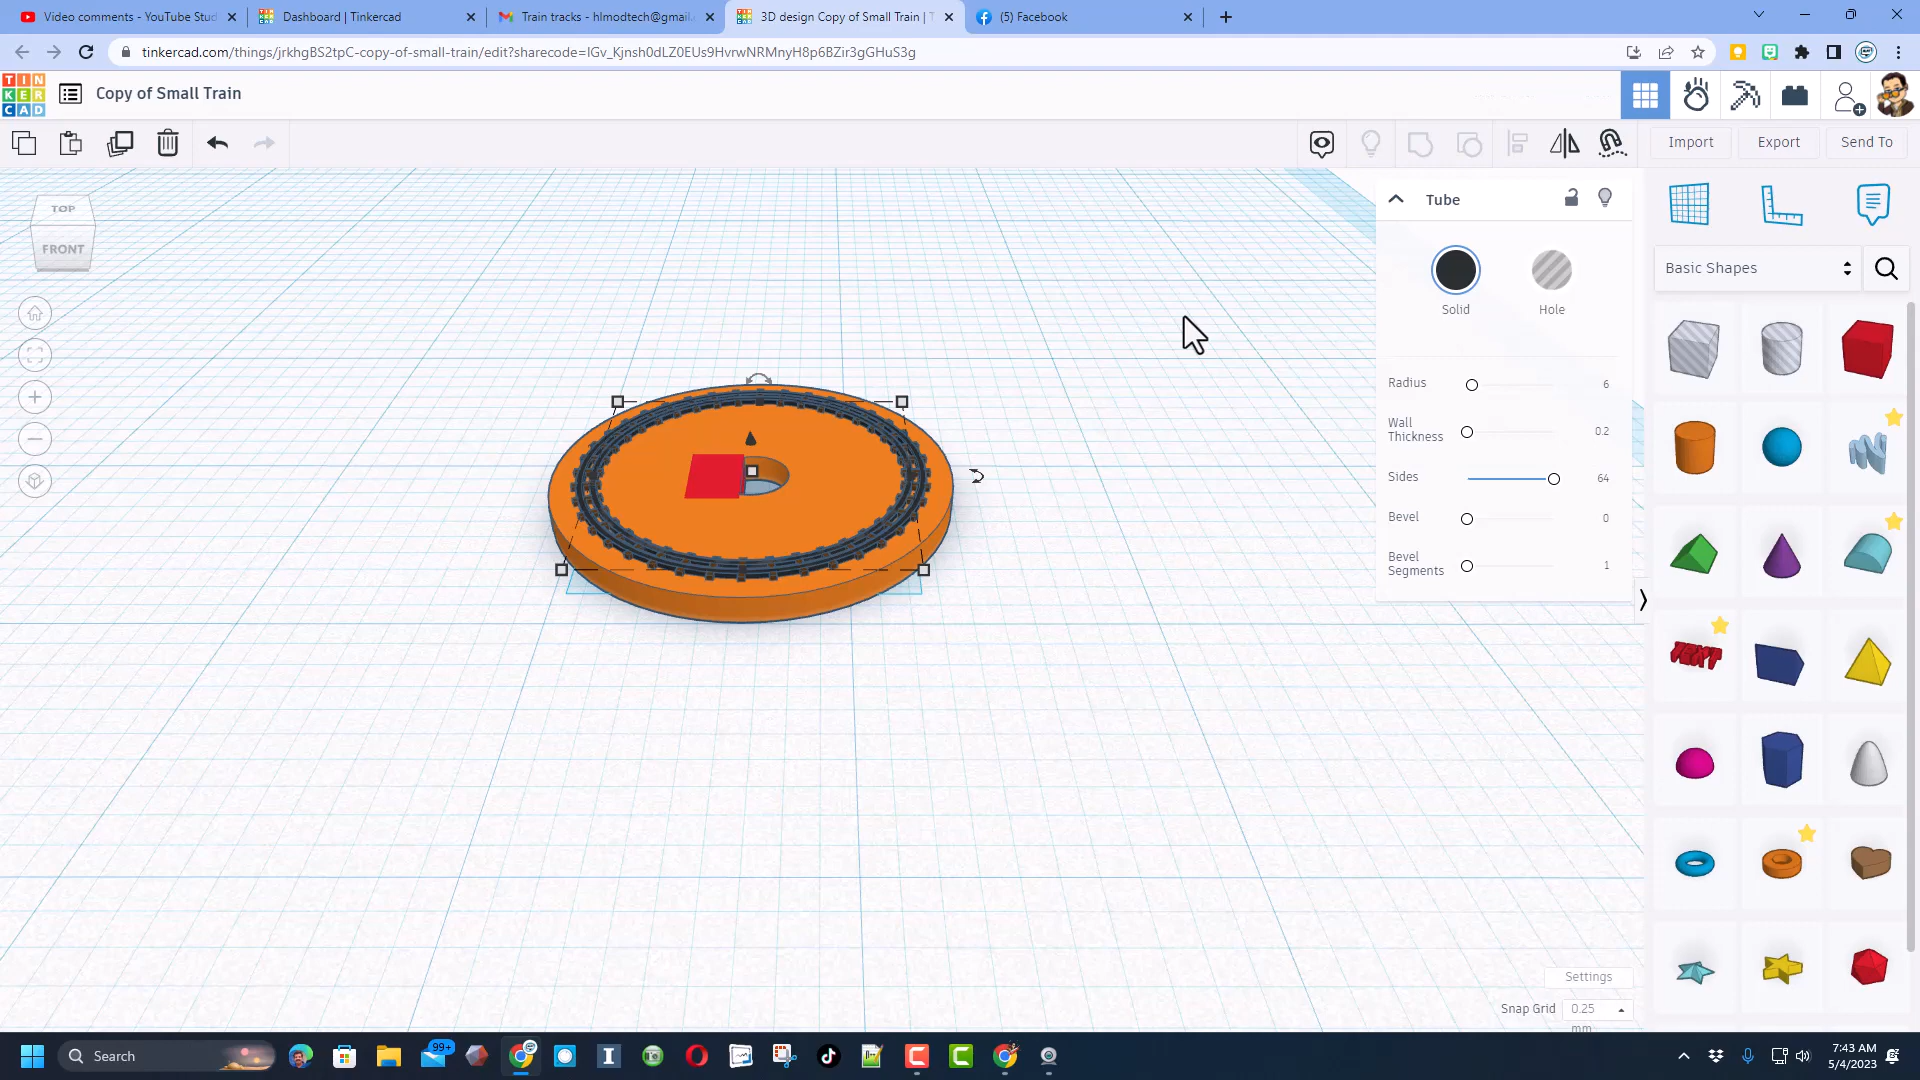 Video comments - YouTube Stud
Dashboard | Tinkercad
Train tracks - hlmodtech@gmail.
3D design Copy of Small Train | T
(5) Facebook
tinkercad.com/things/jrkhgBS2tpC-copy-of-small-train/edit?sharecode=IGv_Kjnsh0dLZ0EUs9HvrwNRMnyH8p6BZir3gGHuS3g
TIN
KER
CAD
Copy of Small Train
Import
Export
Send To
TOP
FRONT
Tube
Solid
Hole
Radius
6
Wall
Thickness
0.2
Sides
64
Bevel
0
Bevel
Segments
1
Basic Shapes
TEXT
Settings
Snap Grid
0.25
mm
Search
99+
7:43 AM
5/4/2023